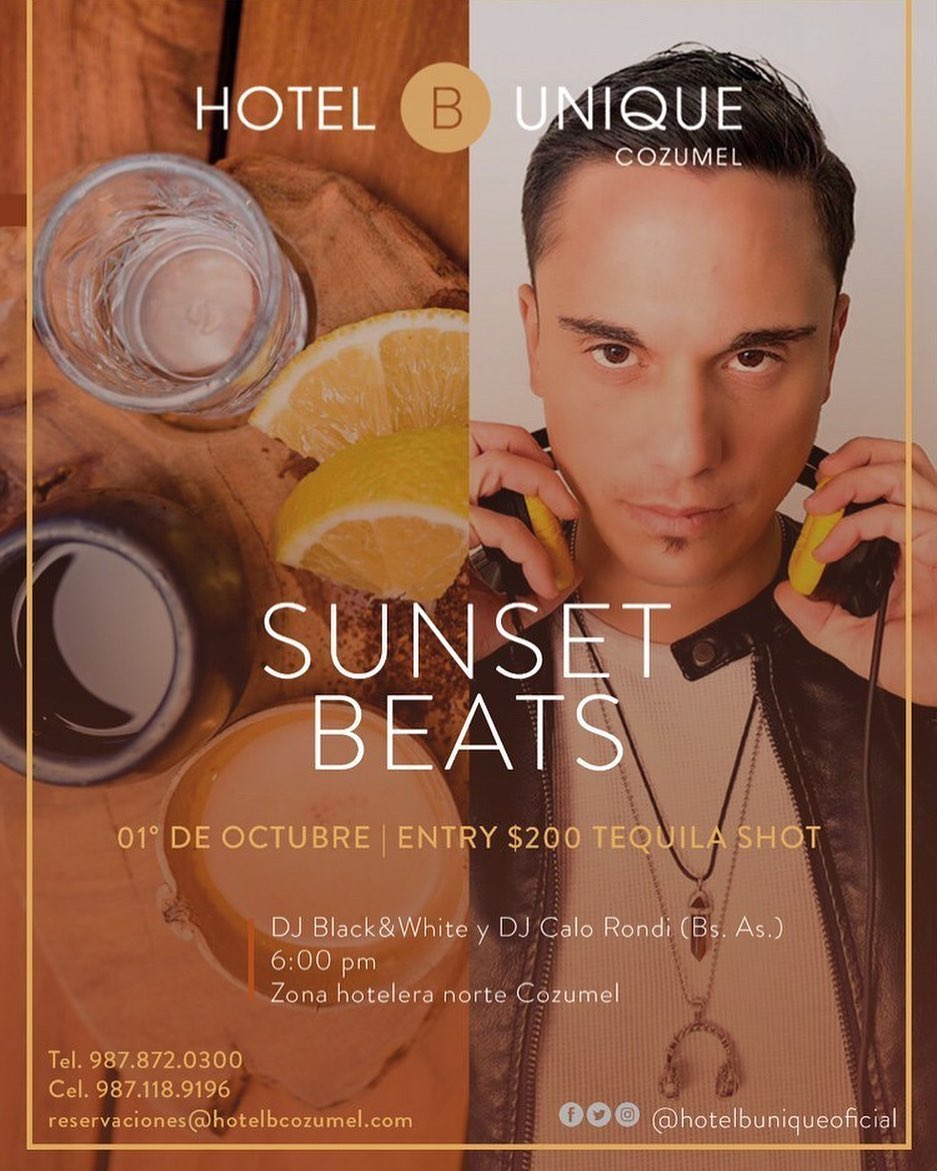 HOTEL B UNIQUE
COZUMEL
SUNSET
BEATS
01° DE OCTUBRE | ENTRY $200 TEQUILA SHOT
DJ Black&White y DJ Calo Rondi (Bs. As.)
6:00 pm
Zona hotelera norte Cozumel
Tel. 987.872.0300
Cel. 987.118.9196
reservaciones@hotelbcozumel.com
@hotelbuniqueoficial